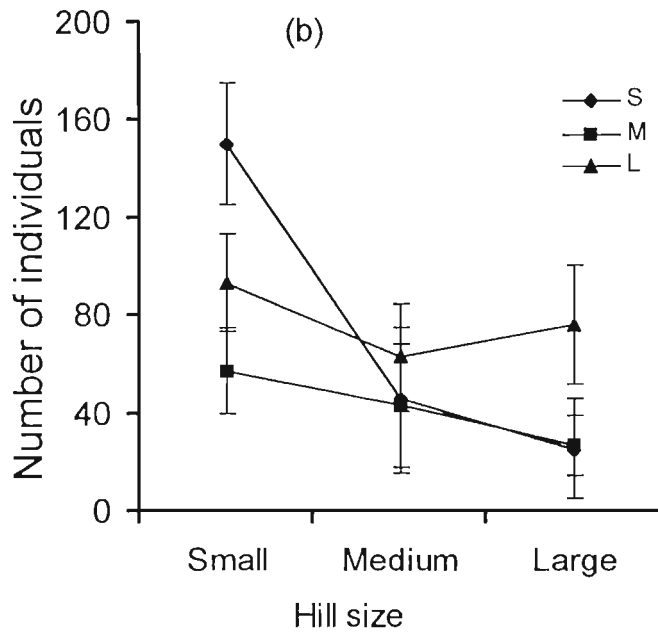 (b)
200
160
120
80
40
0
Number of individuals
S
M
L
Small Medium Large
Hill size